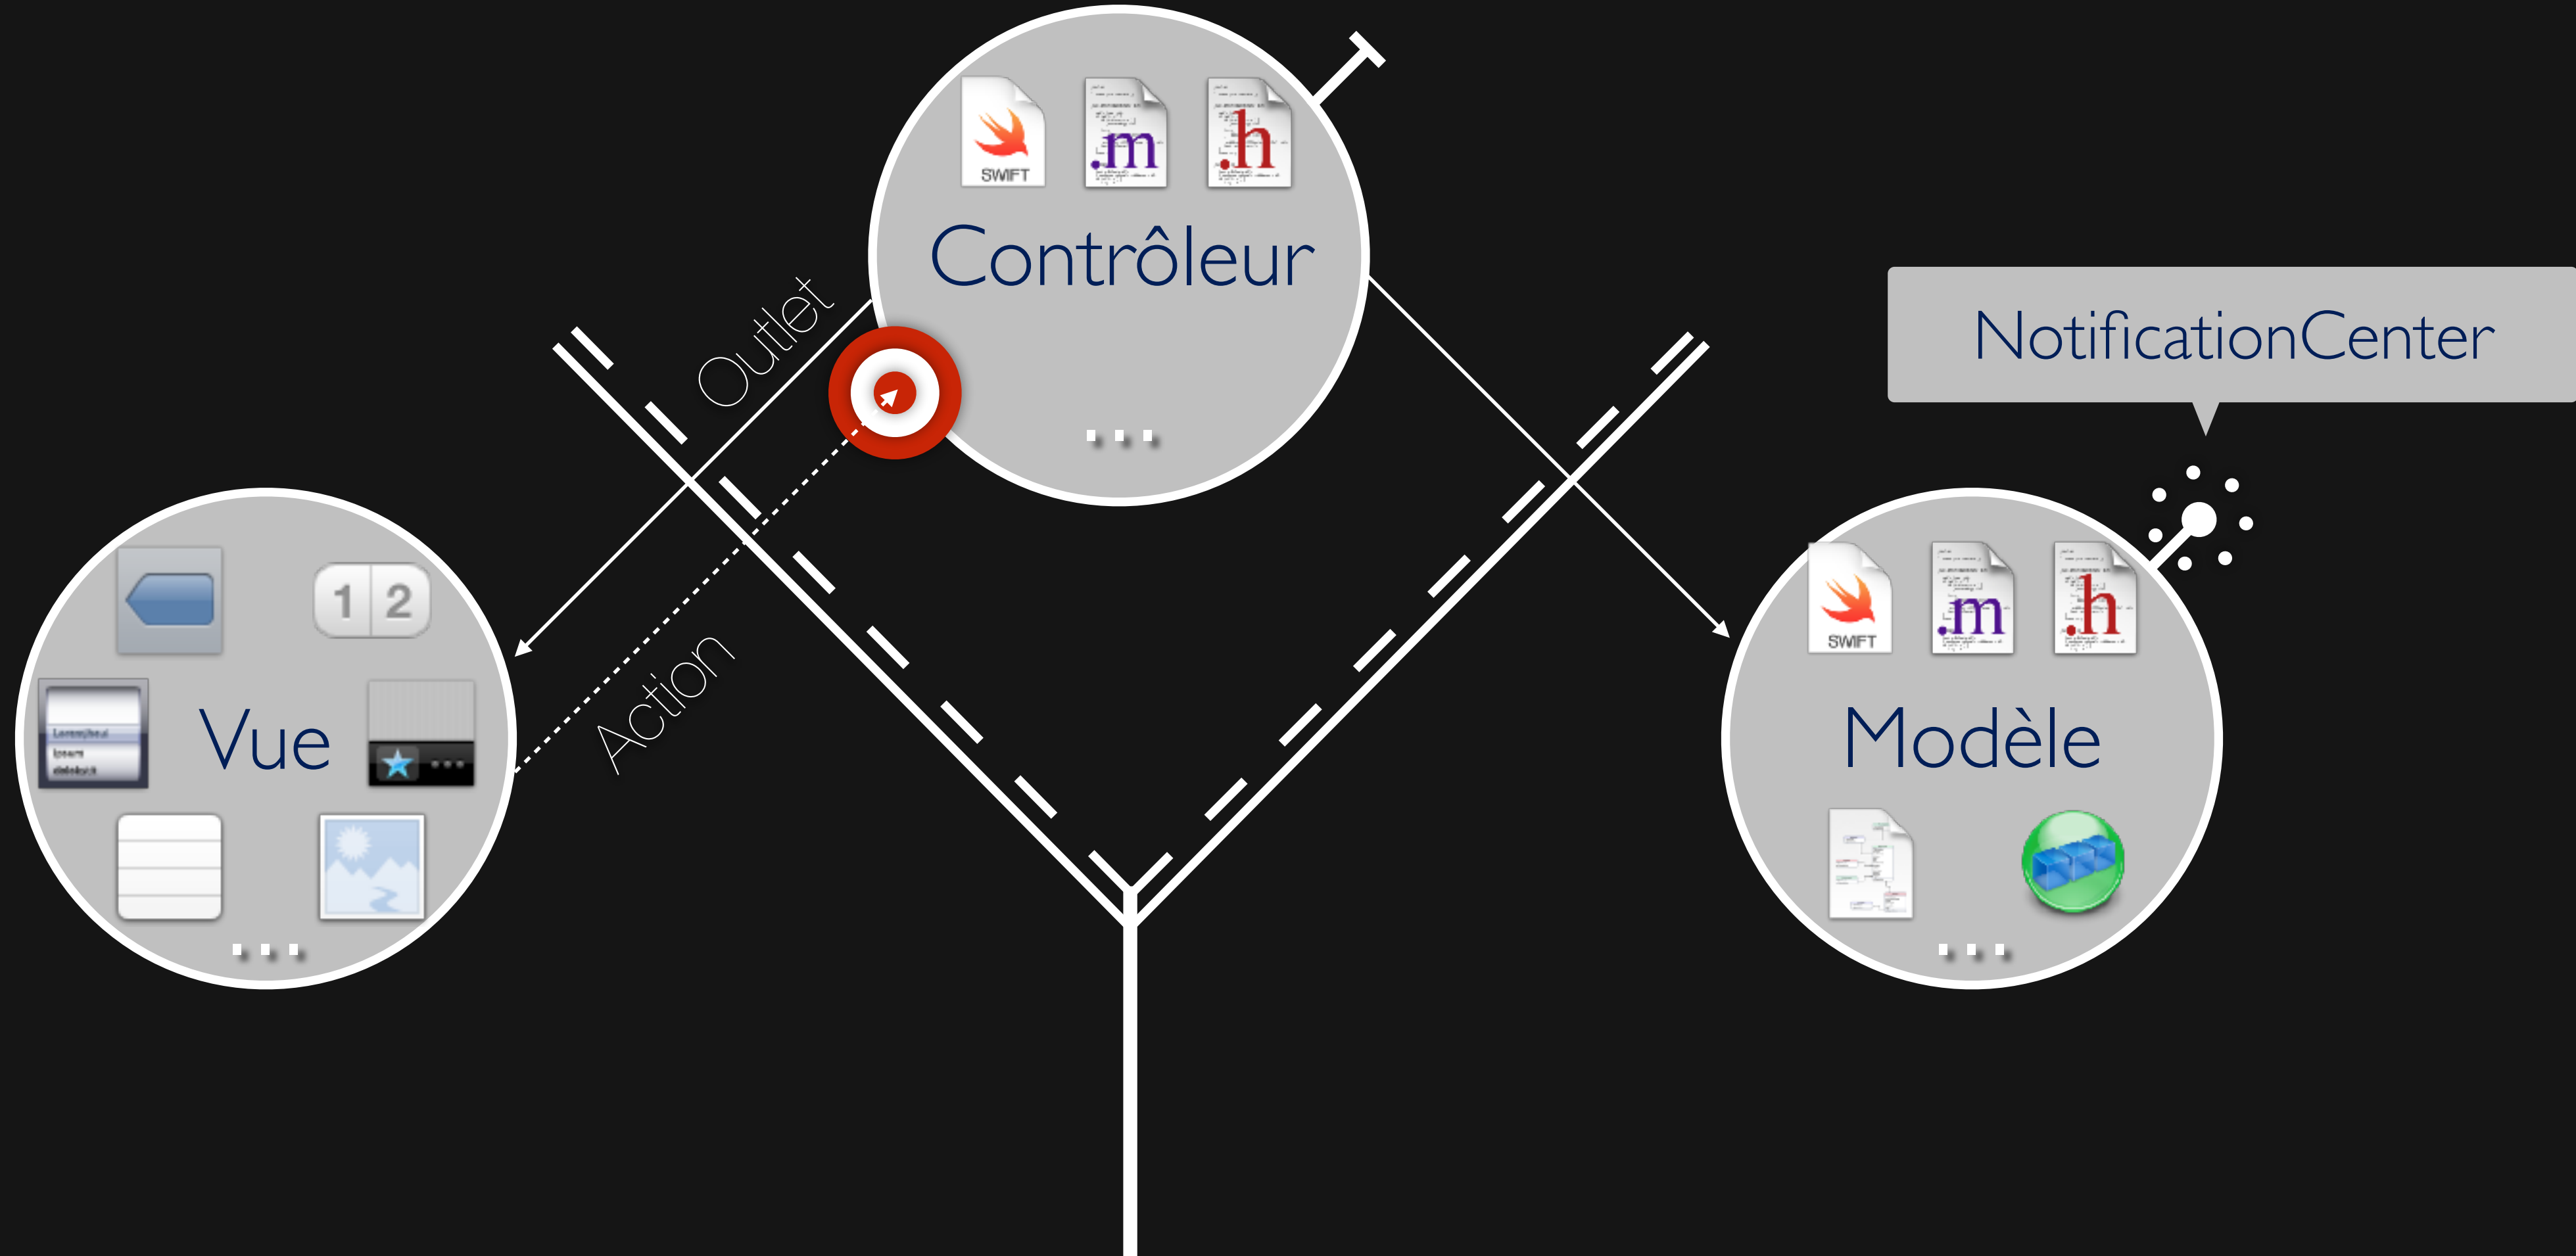 SWIFT
.m
.h
Contrôleur
Outlet
NotificationCenter
Action
1 2
Vue
SWIFT
.m
.h
Modèle